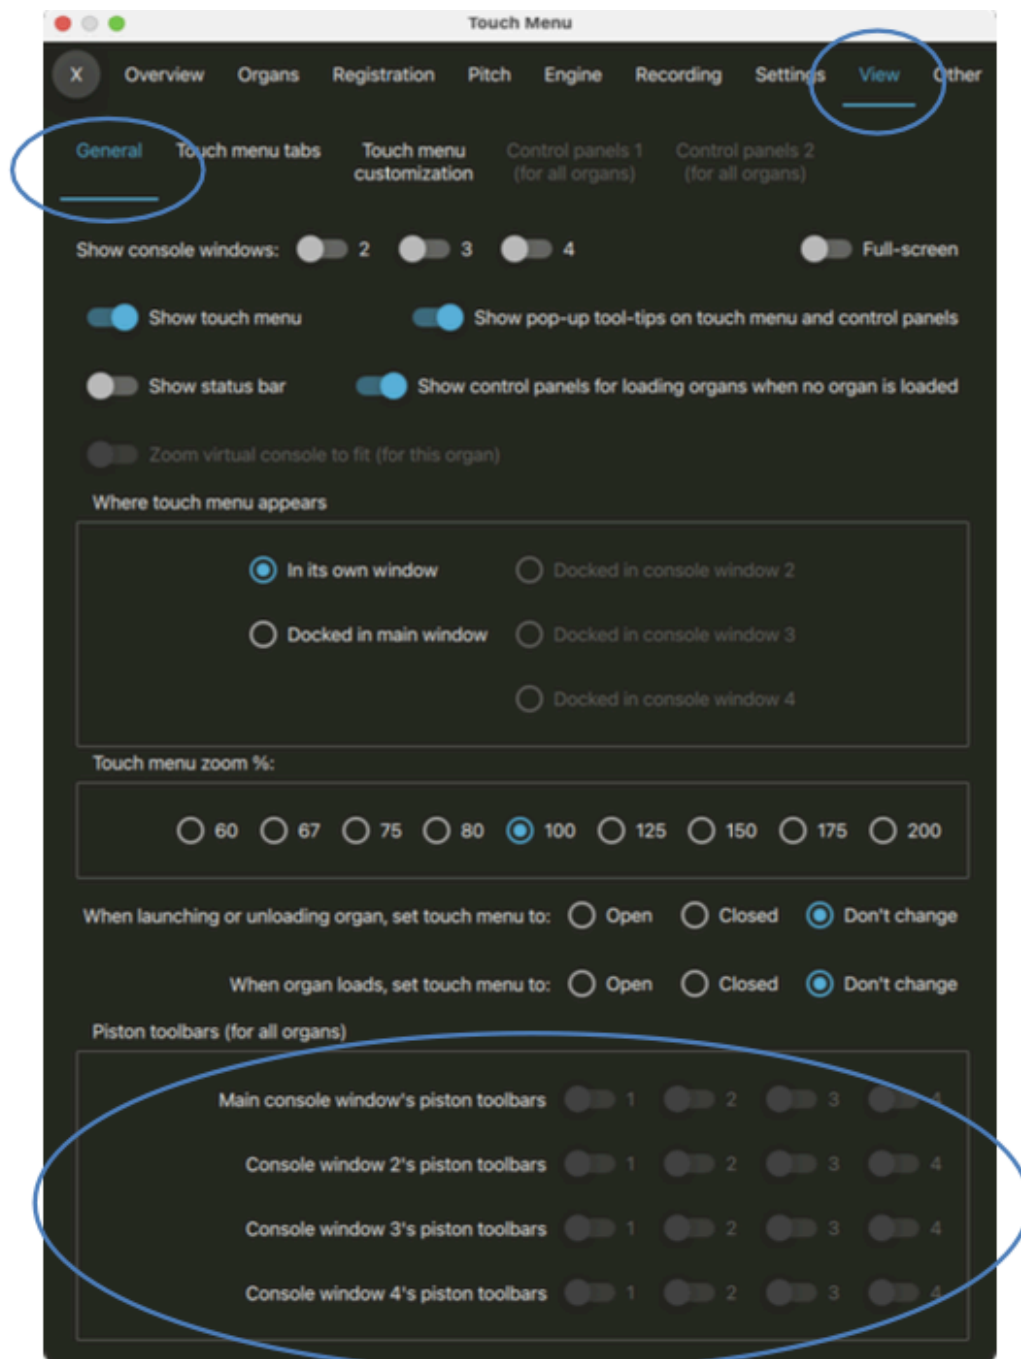 Touch Menu
X Overview Organs Registration Pitch Engine Recording Settings View Other
General Touch menu tabs Touch menu customization Control panels 1 (for all organs) Control panels 2 (for all organs)
Show console windows: 2 3 4 Full-screen
Show touch menu Show pop-up tool-tips on touch menu and control panels
Show status bar Show control panels for loading organs when no organ is loaded
Zoom virtual console to fit (for this organ)
Where touch menu appears
In its own window Docked in console window 2
Docked in main window Docked in console window 3
Docked in console window 4
Touch menu zoom %:
60 67 75 80 100 125 150 175 200
When launching or unloading organ, set touch menu to: Open Closed Don't change
When organ loads, set touch menu to: Open Closed Don't change
Piston toolbars (for all organs)
Main console window's piston toolbars 1 2 3 4
Console window 2's piston toolbars 1 2 3 4
Console window 3's piston toolbars 1 2 3 4
Console window 4's piston toolbars 1 2 3 4